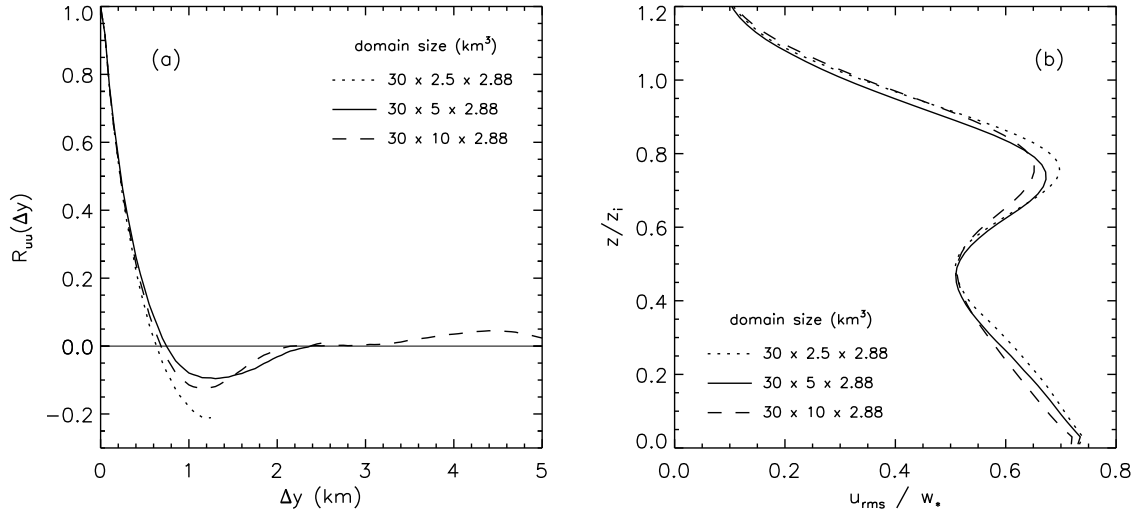 (a)
domain size (km³)
30 x 2.5 x 2.88
30 x 5 x 2.88
30 x 10 x 2.88
R_uu(Δy)
1.0
0.8
0.6
0.4
0.2
0.0
−0.2
0
1
2
3
4
5
Δy (km)
(b)
z/z_i
1.2
1.0
0.8
0.6
0.4
0.2
0.0
domain size (km³)
30 x 2.5 x 2.88
30 x 5 x 2.88
30 x 10 x 2.88
0.0
0.2
0.4
0.6
0.8
u_rms / w_*